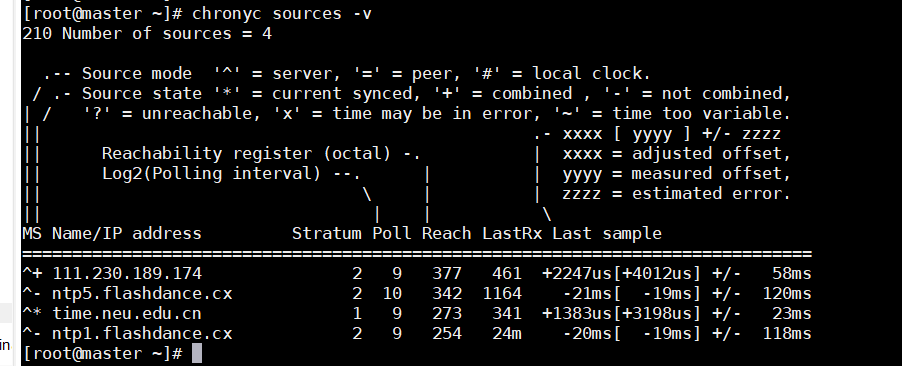 [root@master ~]# chronyc sources -v
210 Number of sources = 4
  .-- Source mode  '^' = server, '=' = peer, '#' = local clock.
 / .- Source state '*' = current synced, '+' = combined , '-' = not combined,
| /   '?' = unreachable, 'x' = time may be in error, '~' = time too variable.
||                                                 .- xxxx [ yyyy ] +/- zzzz
||      Reachability register (octal) -.           |  xxxx = adjusted offset,
||      Log2(Polling interval) --.      |          |  yyyy = measured offset,
||                                \     |          |  zzzz = estimated error.
||                                 |    |           \
MS Name/IP address         Stratum Poll Reach LastRx Last sample
===============================================================================
^+ 111.230.189.174               2   9   377   461  +2247us[+4012us] +/-   58ms
^- ntp5.flashdance.cx            2  10   342  1164    -21ms[  -19ms] +/-  120ms
^* time.neu.edu.cn               1   9   273   341  +1383us[+3198us] +/-   23ms
^- ntp1.flashdance.cx            2   9   254   24m    -20ms[  -19ms] +/-  118ms
in
[root@master ~]#